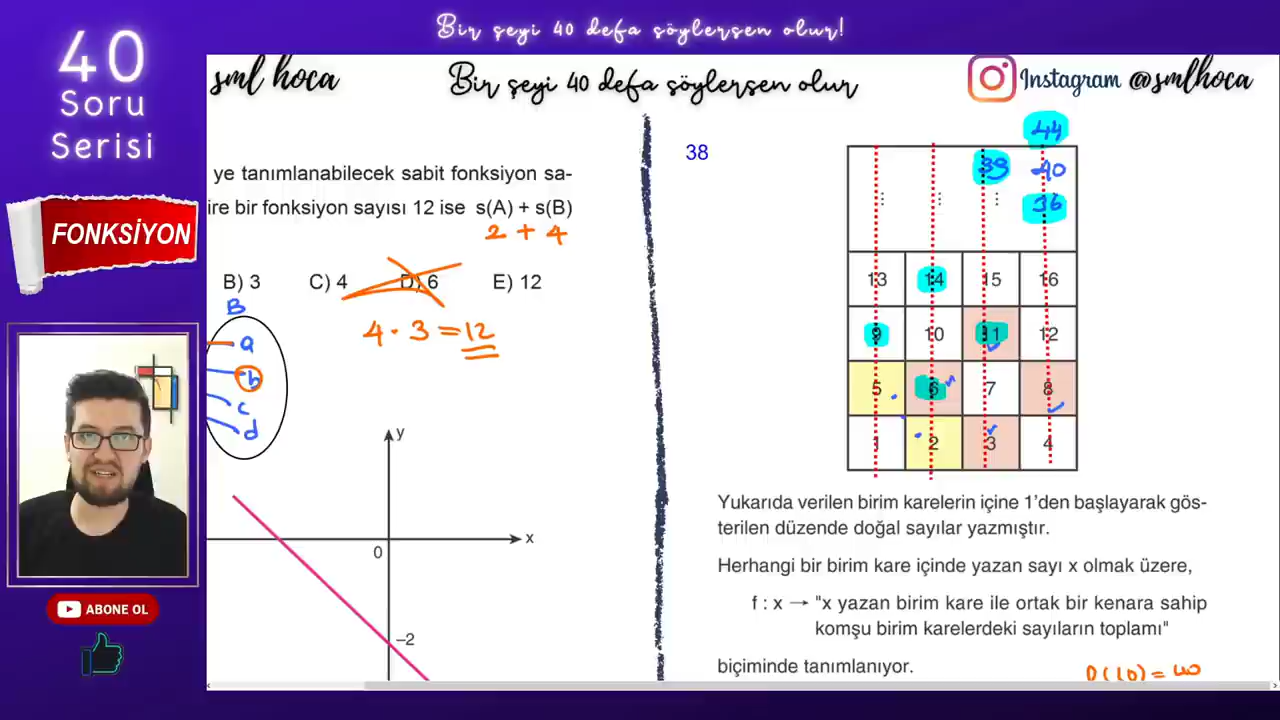 Bir şeyi 40 defa söylersen olur!
40
Soru
Serisi
FONKSİYON
ABONE OL
sml hoca
Bir şeyi 40 defa söylersen olur
Instagram @smlhoca
ye tanımlanabilecek sabit fonksiyon sa-
ire bir fonksiyon sayısı 12 ise s(A) + s(B)
2 + 4
B) 3 C) 4 D) 6 E) 12
4 · 3 = 12
B
a
b
c
d
y
x
0
–2
38
44
39 40
36
⋮ ⋮ ⋮
13 14 15 16
9 10 11 12
5 6 7 8
1 2 3 4
Yukarıda verilen birim karelerin içine 1'den başlayarak gös-
terilen düzende doğal sayılar yazmıştır.
Herhangi bir birim kare içinde yazan sayı x olmak üzere,
f : x → "x yazan birim kare ile ortak bir kenara sahip
komşu birim karelerdeki sayıların toplamı"
biçiminde tanımlanıyor.